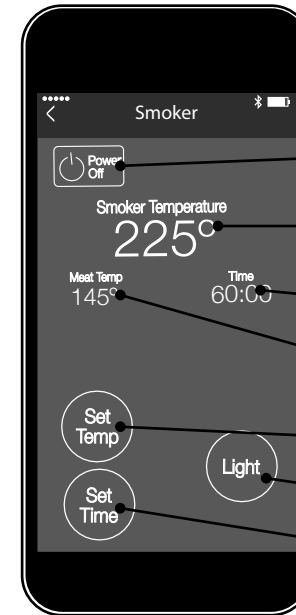 Smoker
Power
Off
Smoker Temperature
225°
Meat Temp
145°
Time
60:00
Set
Temp
Light
Set
Time